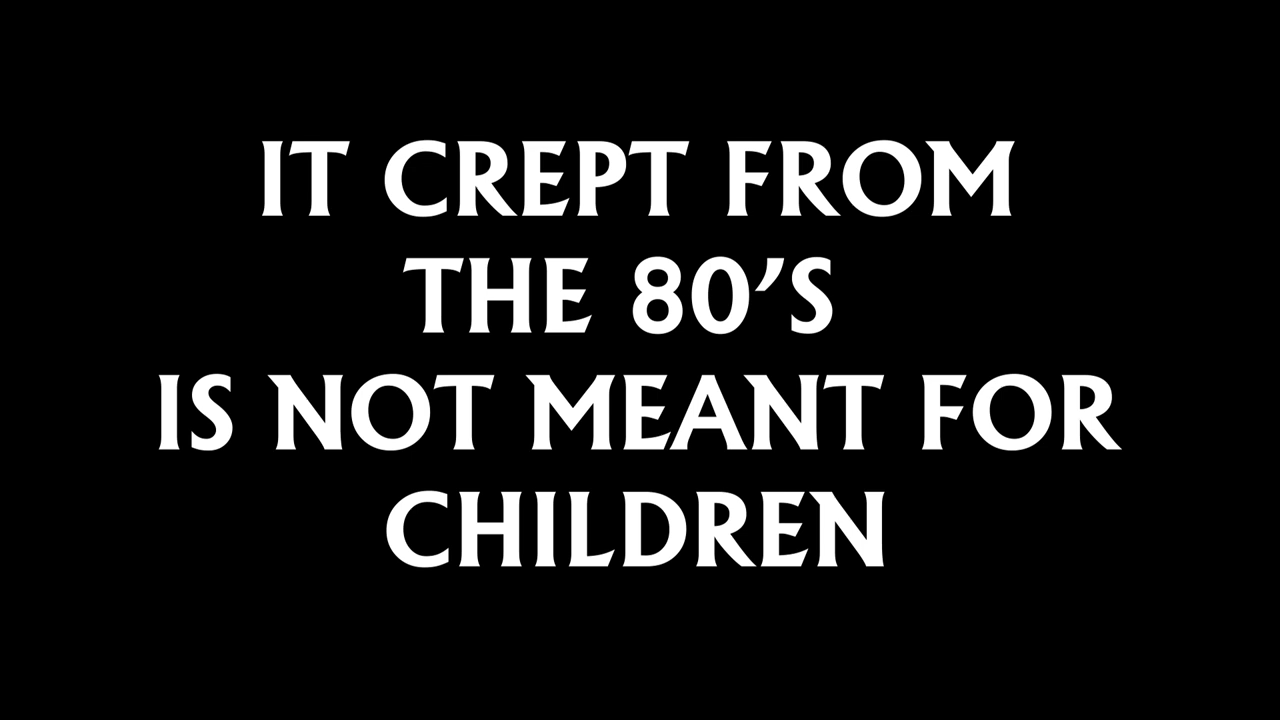 IT CREPT FROM
THE 80'S
IS NOT MEANT FOR
CHILDREN